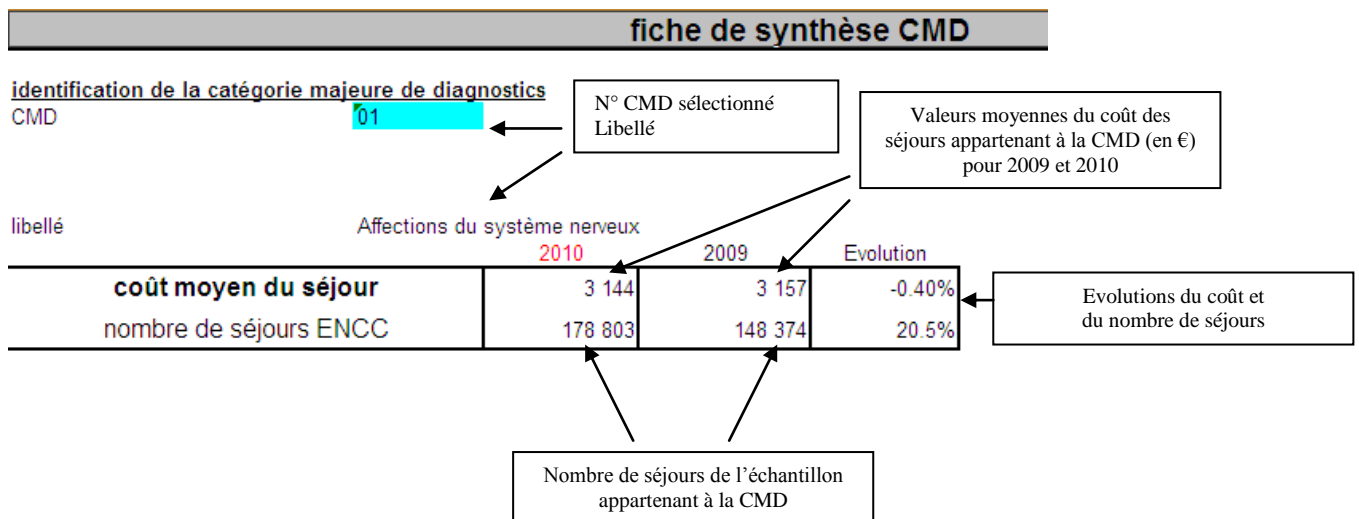 fiche de synthèse CMD
identification de la catégorie majeure de diagnostics
CMD 01
N° CMD sélectionné
Libellé
Valeurs moyennes du coût des
séjours appartenant à la CMD (en €)
pour 2009 et 2010
libellé Affections du système nerveux
2010 2009 Evolution
coût moyen du séjour 3 144 3 157 -0.40%
nombre de séjours ENCC 178 803 148 374 20.5%
Evolutions du coût et
du nombre de séjours
Nombre de séjours de l'échantillon
appartenant à la CMD